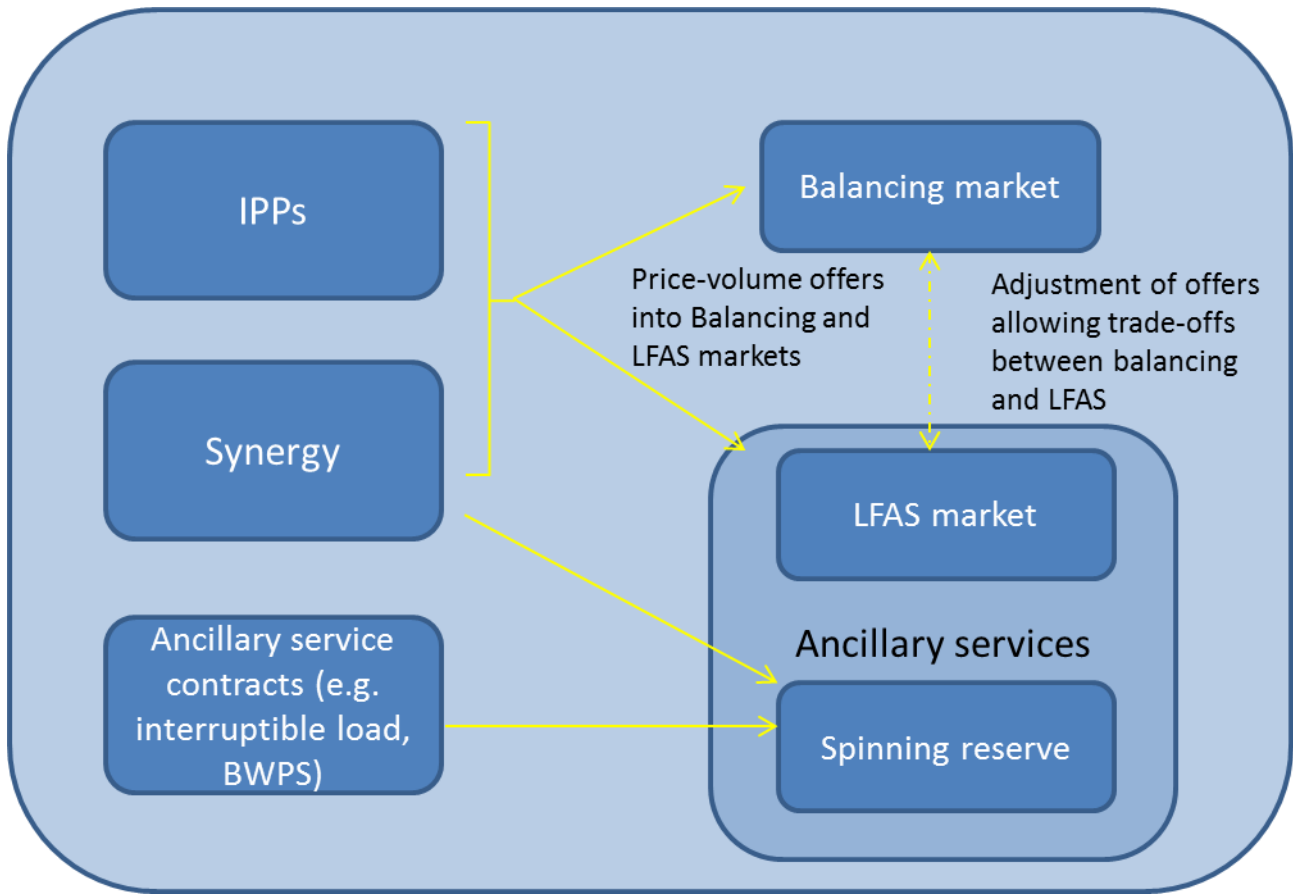 IPPs
Synergy
Ancillary service
contracts (e.g.
interruptible load,
BWPS)
Price-volume offers
into Balancing and
LFAS markets
Balancing market
Adjustment of offers
allowing trade-offs
between balancing
and LFAS
LFAS market
Ancillary services
Spinning reserve